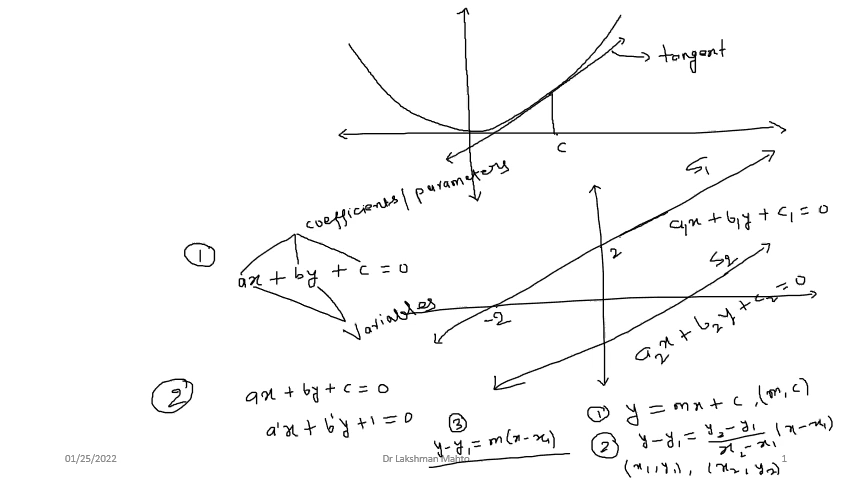 tangent
c
coefficients/parameters
S₁
① ax + by + c = 0
a₁x + b₁y + c₁ = 0
2
S₂
Variables
-2
a₂x + b₂y + c₂ = 0
② ax + by + c = 0
a'x + b'y + 1 = 0
① y = mx + c, (m, c)
③
y-y₁ = m(x-x₁)
② y-y₁ = y₂-y₁/x₂-x₁ (x-x₁)
(x₁,y₁), (x₂,y₂)
01/25/2022
Dr Lakshman Mahto
1